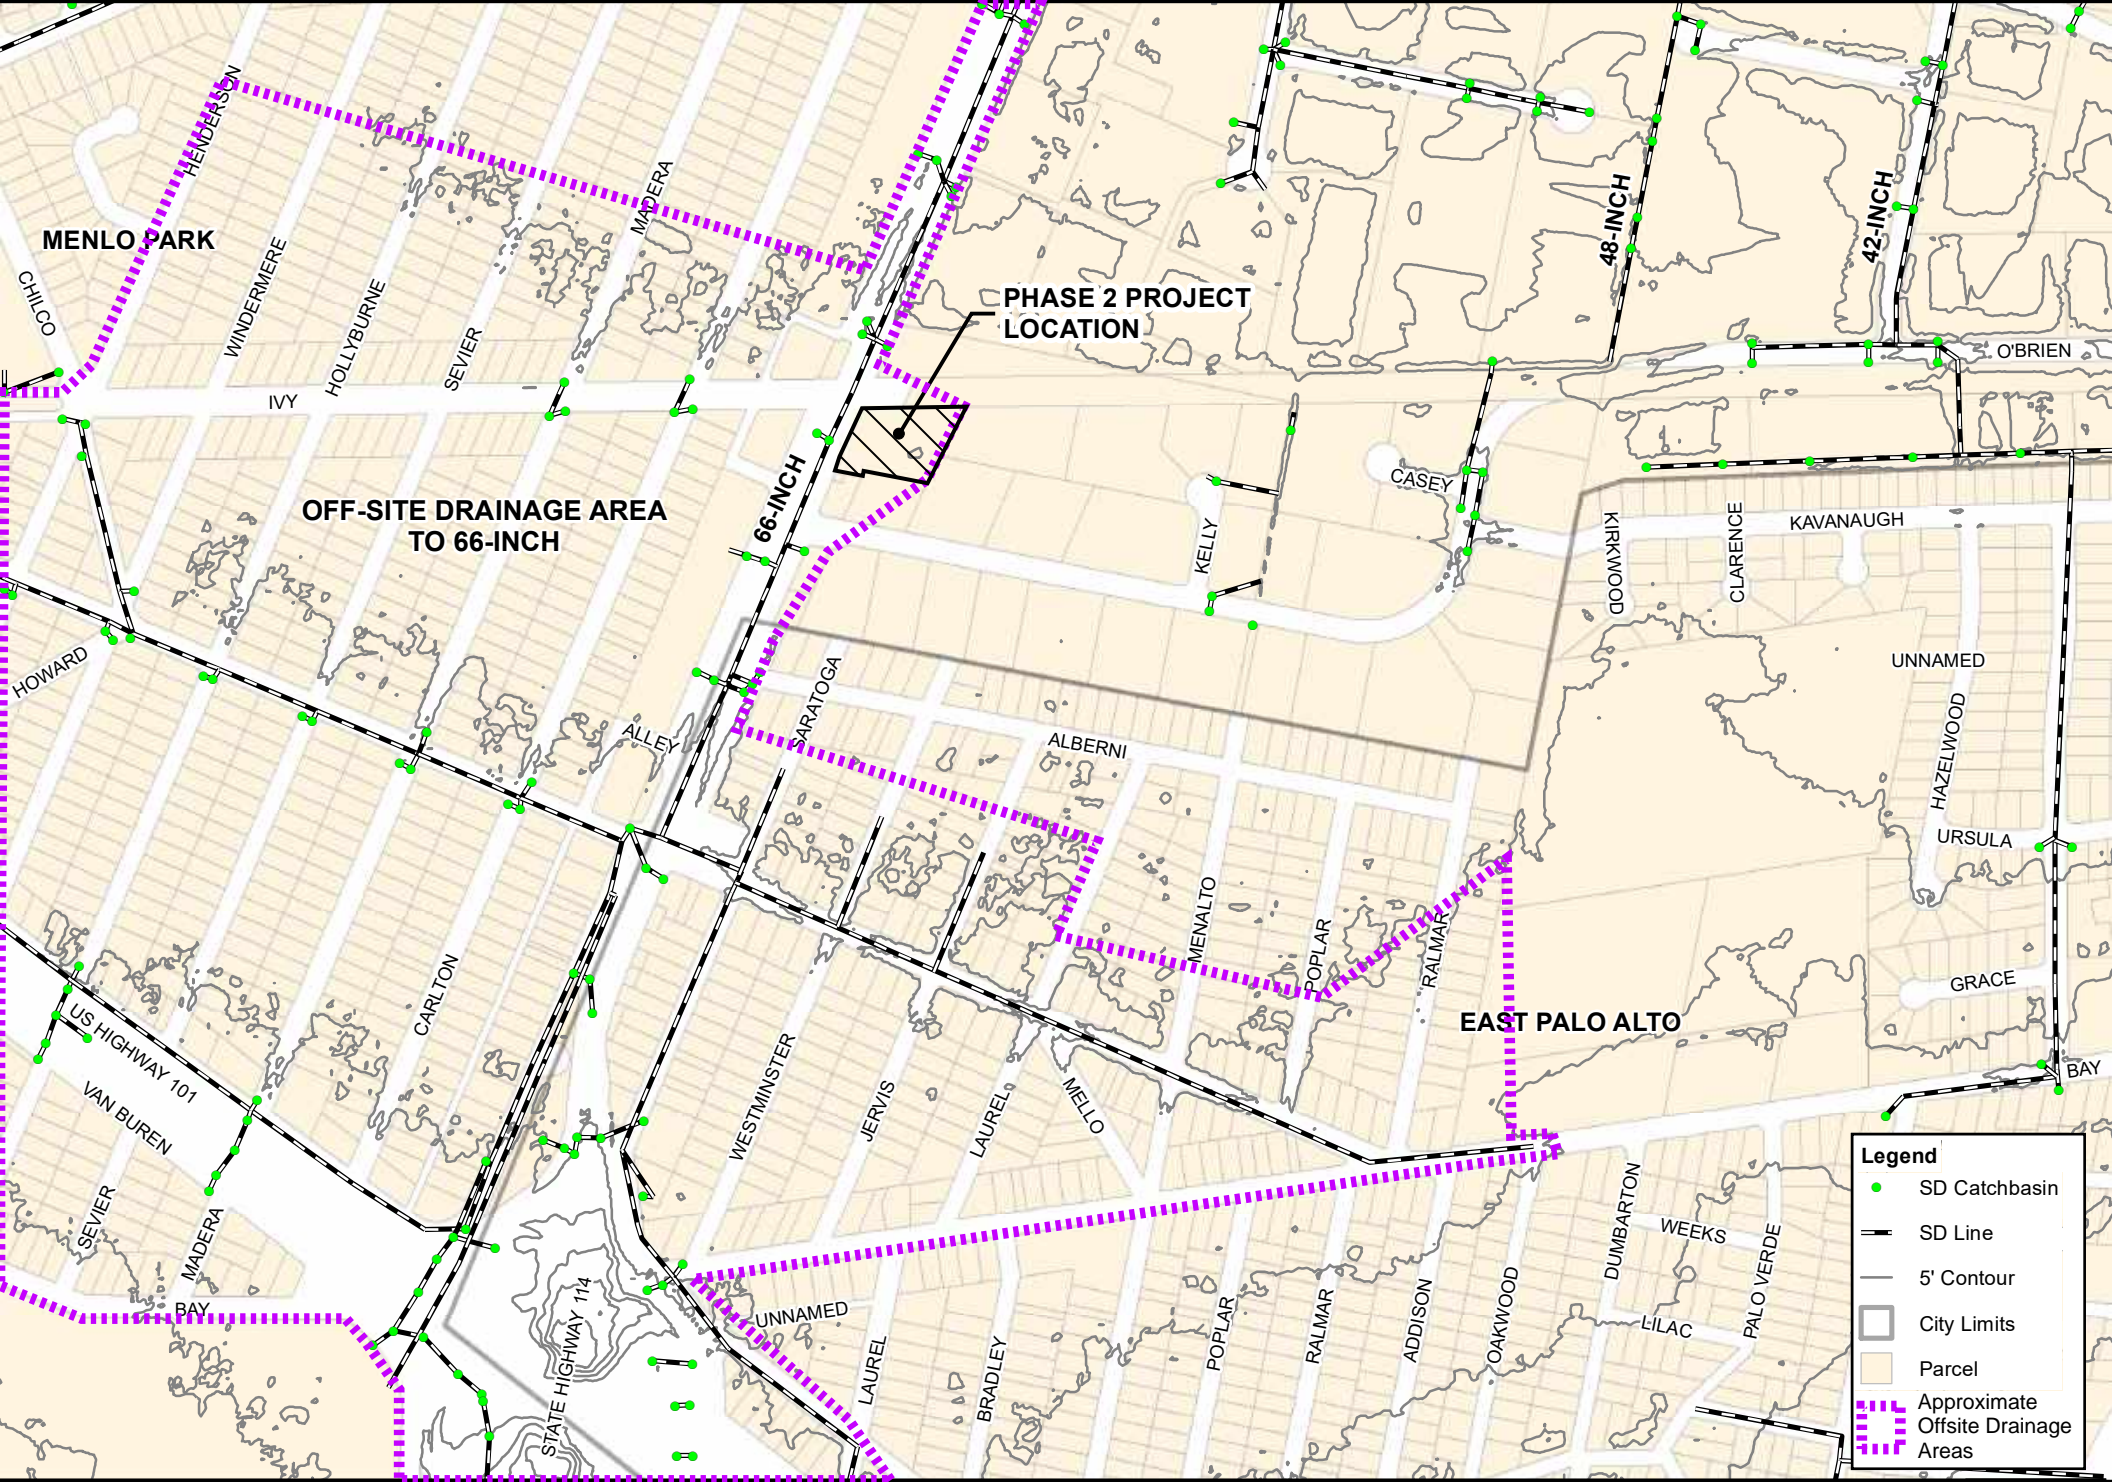 HENDERSON
MENLO PARK
CHILCO
WINDERMERE
HOLLYBURNE
SEVIER
MADERA
IVY
PHASE 2 PROJECT
LOCATION
48-INCH
42-INCH
O'BRIEN
OFF-SITE DRAINAGE AREA
TO 66-INCH
66-INCH
KELLY
CASEY
KIRKWOOD
CLARENCE
KAVANAUGH
UNNAMED
HAZELWOOD
URSULA
GRACE
HOWARD
ALLEY
SARATOGA
ALBERNI
MENALTO
POPLAR
RALMAR
EAST PALO ALTO
BAY
CARLTON
US HIGHWAY 101
VAN BUREN
WESTMINSTER
JERVIS
LAUREL
MELLO
SEVIER
MADERA
BAY
STATE HIGHWAY 114
UNNAMED
LAUREL
BRADLEY
POPLAR
RALMAR
ADDISON
OAKWOOD
DUMBARTON
WEEKS
LILAC
PALO VERDE
Legend
SD Catchbasin
SD Line
5' Contour
City Limits
Parcel
Approximate
Offsite Drainage
Areas